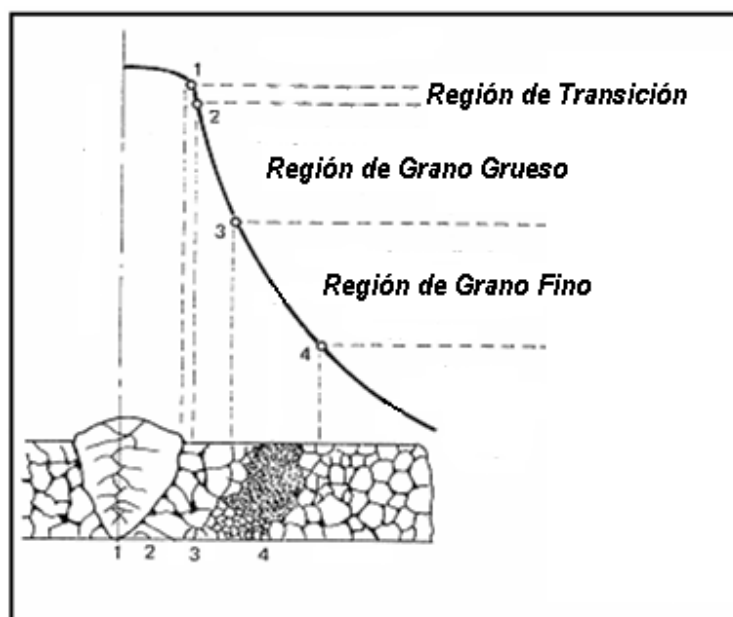 1
Región de Transición
2
Región de Grano Grueso
3
Región de Grano Fino
4
1 2 3 4